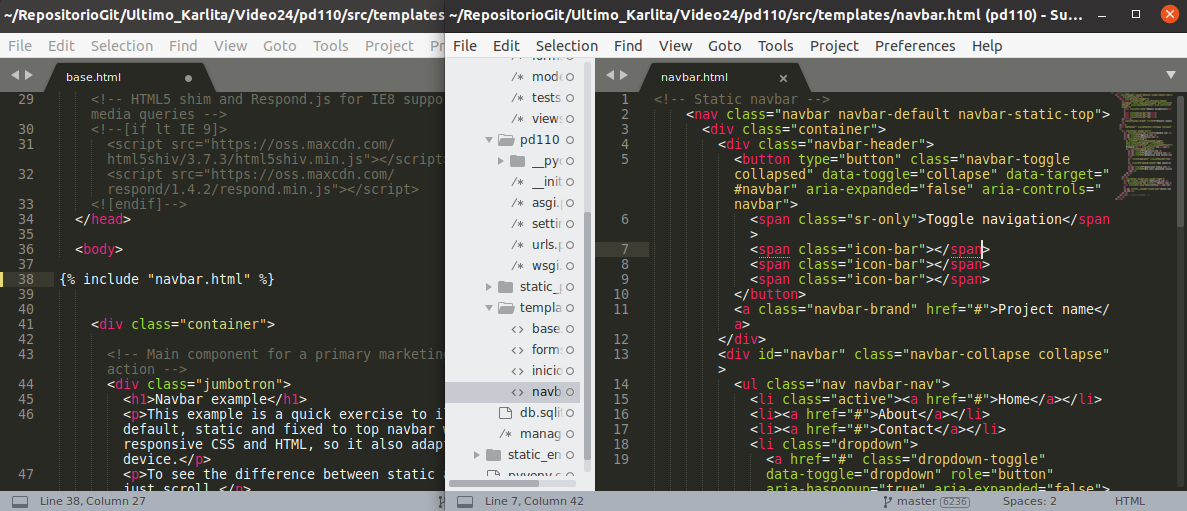 ~/RepositorioGit/Ultimo_Karlita/Video24/pd110/src/templates
File Edit Selection Find View Goto Tools Project
base.html
29 <!-- HTML5 shim and Respond.js for IE8 suppo
media queries -->
30 <!--[if lt IE 9]>
31 <script src="https://oss.maxcdn.com/
html5shiv/3.7.3/html5shiv.min.js"></script
32 <script src="https://oss.maxcdn.com/
respond/1.4.2/respond.min.js"></script>
33 <![endif]-->
34 </head>
35
36 <body>
37
38 {% include "navbar.html" %}
39
40
41 <div class="container">
42
43 <!-- Main component for a primary marketing
action -->
44 <div class="jumbotron">
45 <h1>Navbar example</h1>
46 <p>This example is a quick exercise to il
default, static and fixed to top navbar w
responsive CSS and HTML, so it also adap
device.</p>
47 <p>To see the difference between static a
just scroll.</p>
Line 38, Column 27
~/RepositorioGit/Ultimo_Karlita/Video24/pd110/src/templates/navbar.html (pd110) - Su...
File Edit Selection Find View Goto Tools Project Preferences Help
/* form
/* mode
/* tests
/* views
pd110
__py
/* __init
/* asgi.
/* settin
/* urls.p
/* wsgi.
static_p
templa
<> base.
<> forms
<> inicio
<> navb
db.sqlit
/* manag
static_en
pyvenv.c
navbar.html
1 <!-- Static navbar -->
2 <nav class="navbar navbar-default navbar-static-top">
3 <div class="container">
4 <div class="navbar-header">
5 <button type="button" class="navbar-toggle
collapsed" data-toggle="collapse" data-target="
#navbar" aria-expanded="false" aria-controls="
navbar">
6 <span class="sr-only">Toggle navigation</span
>
7 <span class="icon-bar"></span>
8 <span class="icon-bar"></span>
9 <span class="icon-bar"></span>
10 </button>
11 <a class="navbar-brand" href="#">Project name</
a>
12 </div>
13 <div id="navbar" class="navbar-collapse collapse"
>
14 <ul class="nav navbar-nav">
15 <li class="active"><a href="#">Home</a></li>
16 <li><a href="#">About</a></li>
17 <li><a href="#">Contact</a></li>
18 <li class="dropdown">
19 <a href="#" class="dropdown-toggle"
data-toggle="dropdown" role="button"
aria-haspopup="true" aria-expanded="false">
Line 7, Column 42
master 6236 Spaces: 2 HTML